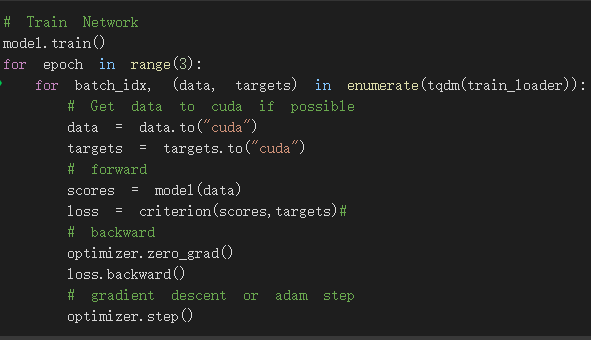 # Train Network
model.train()
for epoch in range(3):
    for batch_idx, (data, targets) in enumerate(tqdm(train_loader)):
        # Get data to cuda if possible
        data = data.to("cuda")
        targets = targets.to("cuda")
        # forward
        scores = model(data)
        loss = criterion(scores,targets)#
        # backward
        optimizer.zero_grad()
        loss.backward()
        # gradient descent or adam step
        optimizer.step()